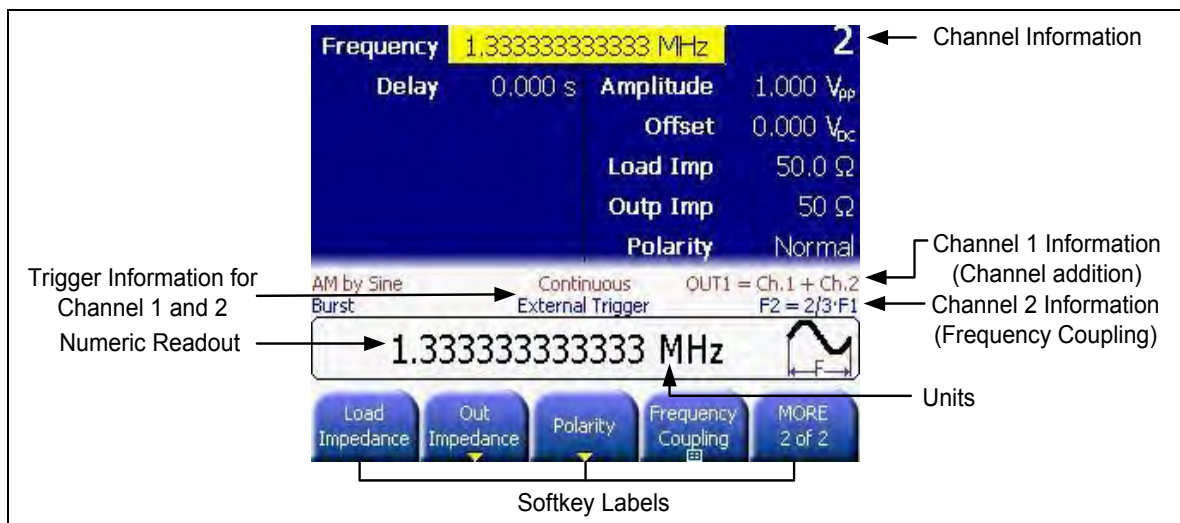 Frequency 1.333333333333 MHz 2
Channel Information
Delay 0.000 s Amplitude 1.000 Vpp
Offset 0.000 VDC
Load Imp 50.0 Ω
Outp Imp 50 Ω
Polarity Normal
Trigger Information for
Channel 1 and 2
AM by Sine Continuous OUT1 = Ch.1 + Ch.2
Burst External Trigger F2 = 2/3·F1
Channel 1 Information
(Channel addition)
Channel 2 Information
(Frequency Coupling)
Numeric Readout
1.333333333333 MHz
F
Units
Load
Impedance
Out
Impedance
Polarity
Frequency
Coupling
MORE
2 of 2
Softkey Labels